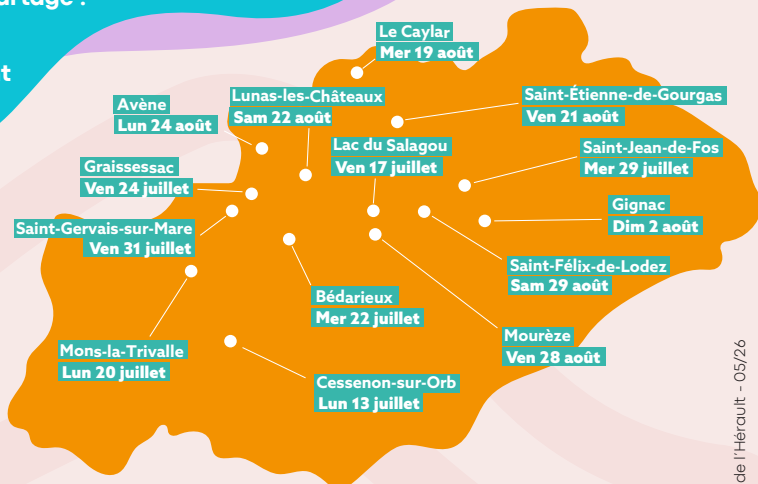 artage !
t
Le Caylar
Mer 19 août
Avène
Lun 24 août
Lunas-les-Châteaux
Sam 22 août
Saint-Étienne-de-Gourgas
Ven 21 août
Lac du Salagou
Ven 17 juillet
Saint-Jean-de-Fos
Mer 29 juillet
Graissessac
Ven 24 juillet
Gignac
Dim 2 août
Saint-Gervais-sur-Mare
Ven 31 juillet
Saint-Félix-de-Lodez
Sam 29 août
Bédarieux
Mer 22 juillet
Mourèze
Ven 28 août
Mons-la-Trivalle
Lun 20 juillet
Cessenon-sur-Orb
Lun 13 juillet
de l'Hérault - 05/26